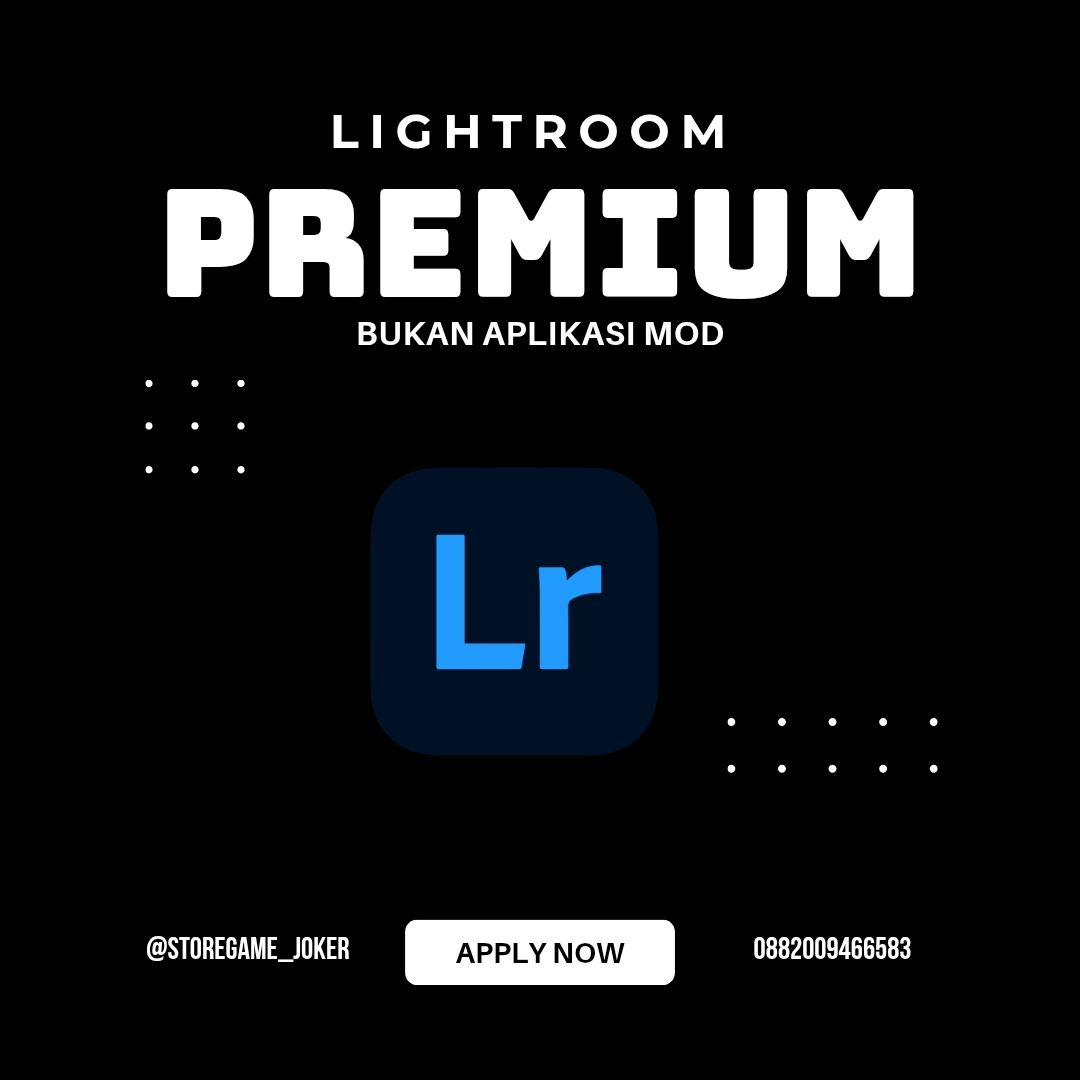 LIGHTROOM
PREMIUM
BUKAN APLIKASI MOD
Lr
@STOREGAME_JOKER
APPLY NOW
0882009466583